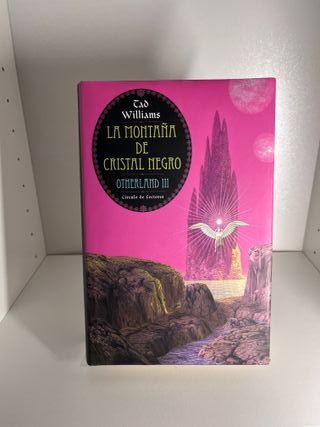 Tad
Williams
LA MONTAÑA
DE
CRISTAL NEGRO
OTHERLAND III
Círculo de Lectores